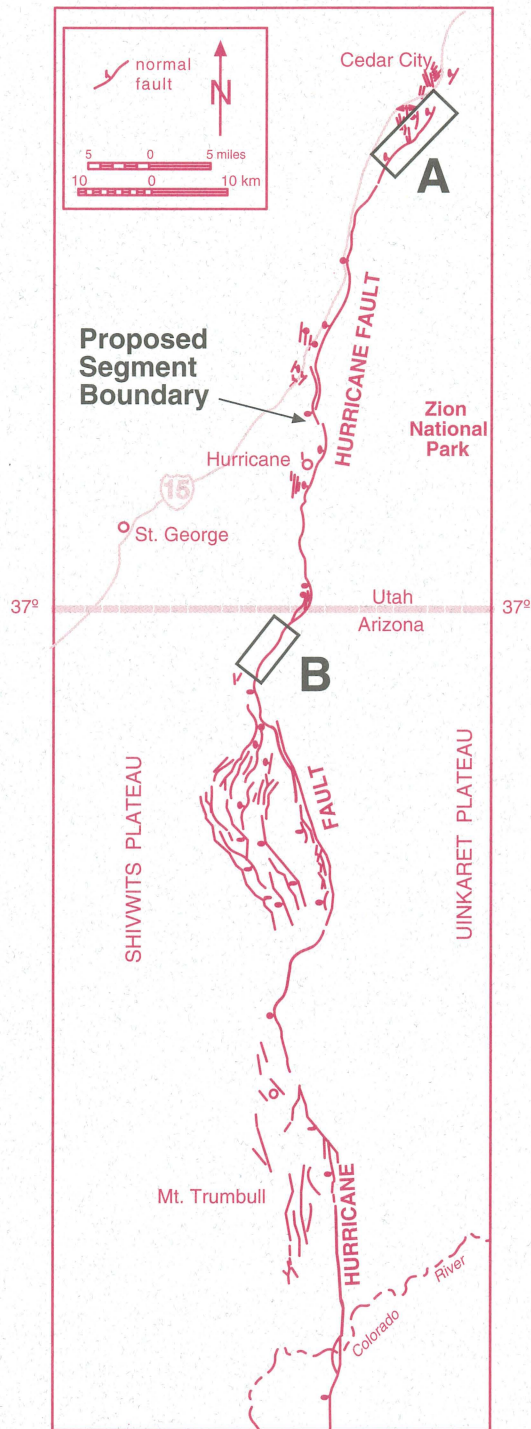 normal
fault
N
5 0 5 miles
10 0 10 km
Cedar City
A
HURRICANE FAULT
Proposed
Segment
Boundary
Zion
National
Park
Hurricane
15
St. George
Utah
37º 37º
Arizona
B
FAULT
SHIVWITS PLATEAU
UINKARET PLATEAU
Mt. Trumbull
HURRICANE
Colorado River